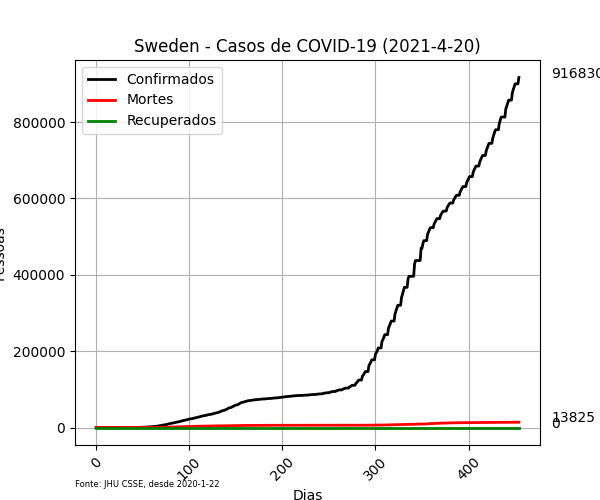 Sweden - Casos de COVID-19 (2021-4-20)
Confirmados
Mortes
Recuperados
916830
800000
600000
400000
200000
0
13825
0
0
100
200
300
400
Pessoas
Dias
Fonte: JHU CSSE, desde 2020-1-22